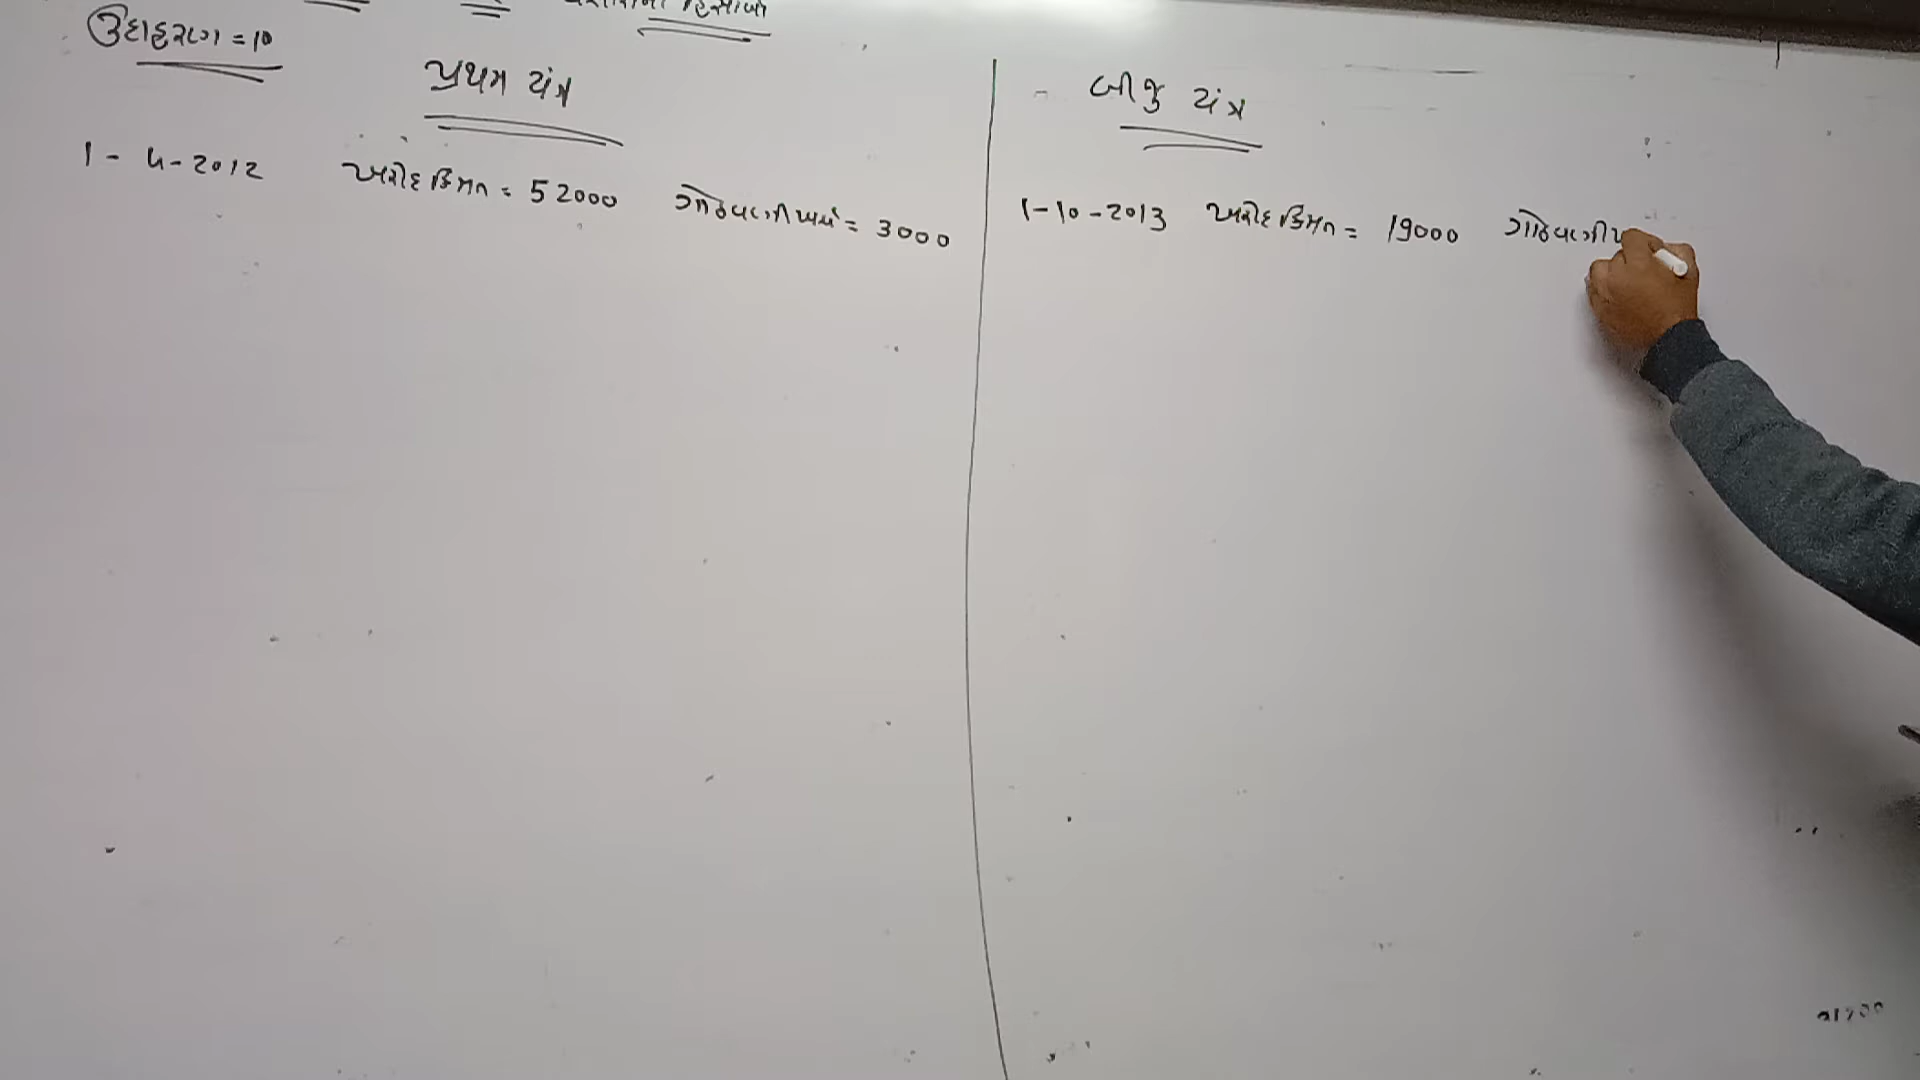 હિસાબો
ઉદાહરણ = 10
પ્રથમ યંત્ર
1 - 4 - 2012 ખરીદ કિંમત = 52000 ગોઠવણી ખર્ચ = 3000
બીજુ યંત્ર
1-10-2013 ખરીદ કિંમત = 19000 ગોઠવણી